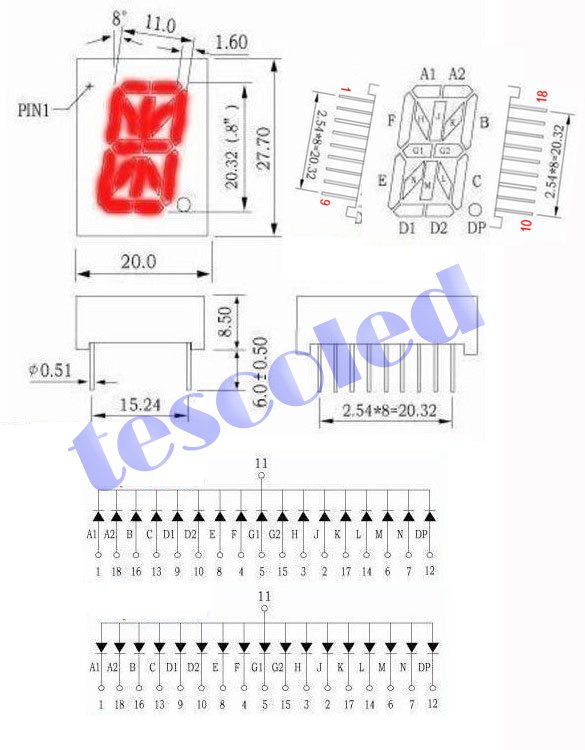 8° 11.0
1.60
PIN1
20.32 (.8")
27.70
20.0
A1 A2
F H J K B
G1 G2
E N M L C
D1 D2 DP
1
2.54*8=20.32
9
18
2.54*8=20.32
10
8.50
φ0.51
6.0±0.50
15.24
2.54*8=20.32
tescoled
11
A1 A2 B C D1 D2 E F G1 G2 H J K L M N DP
1 18 16 13 9 10 8 4 5 15 3 2 17 14 6 7 12
11
A1 A2 B C D1 D2 E F G1 G2 H J K L M N DP
1 18 16 13 9 10 8 4 5 15 3 2 17 14 6 7 12